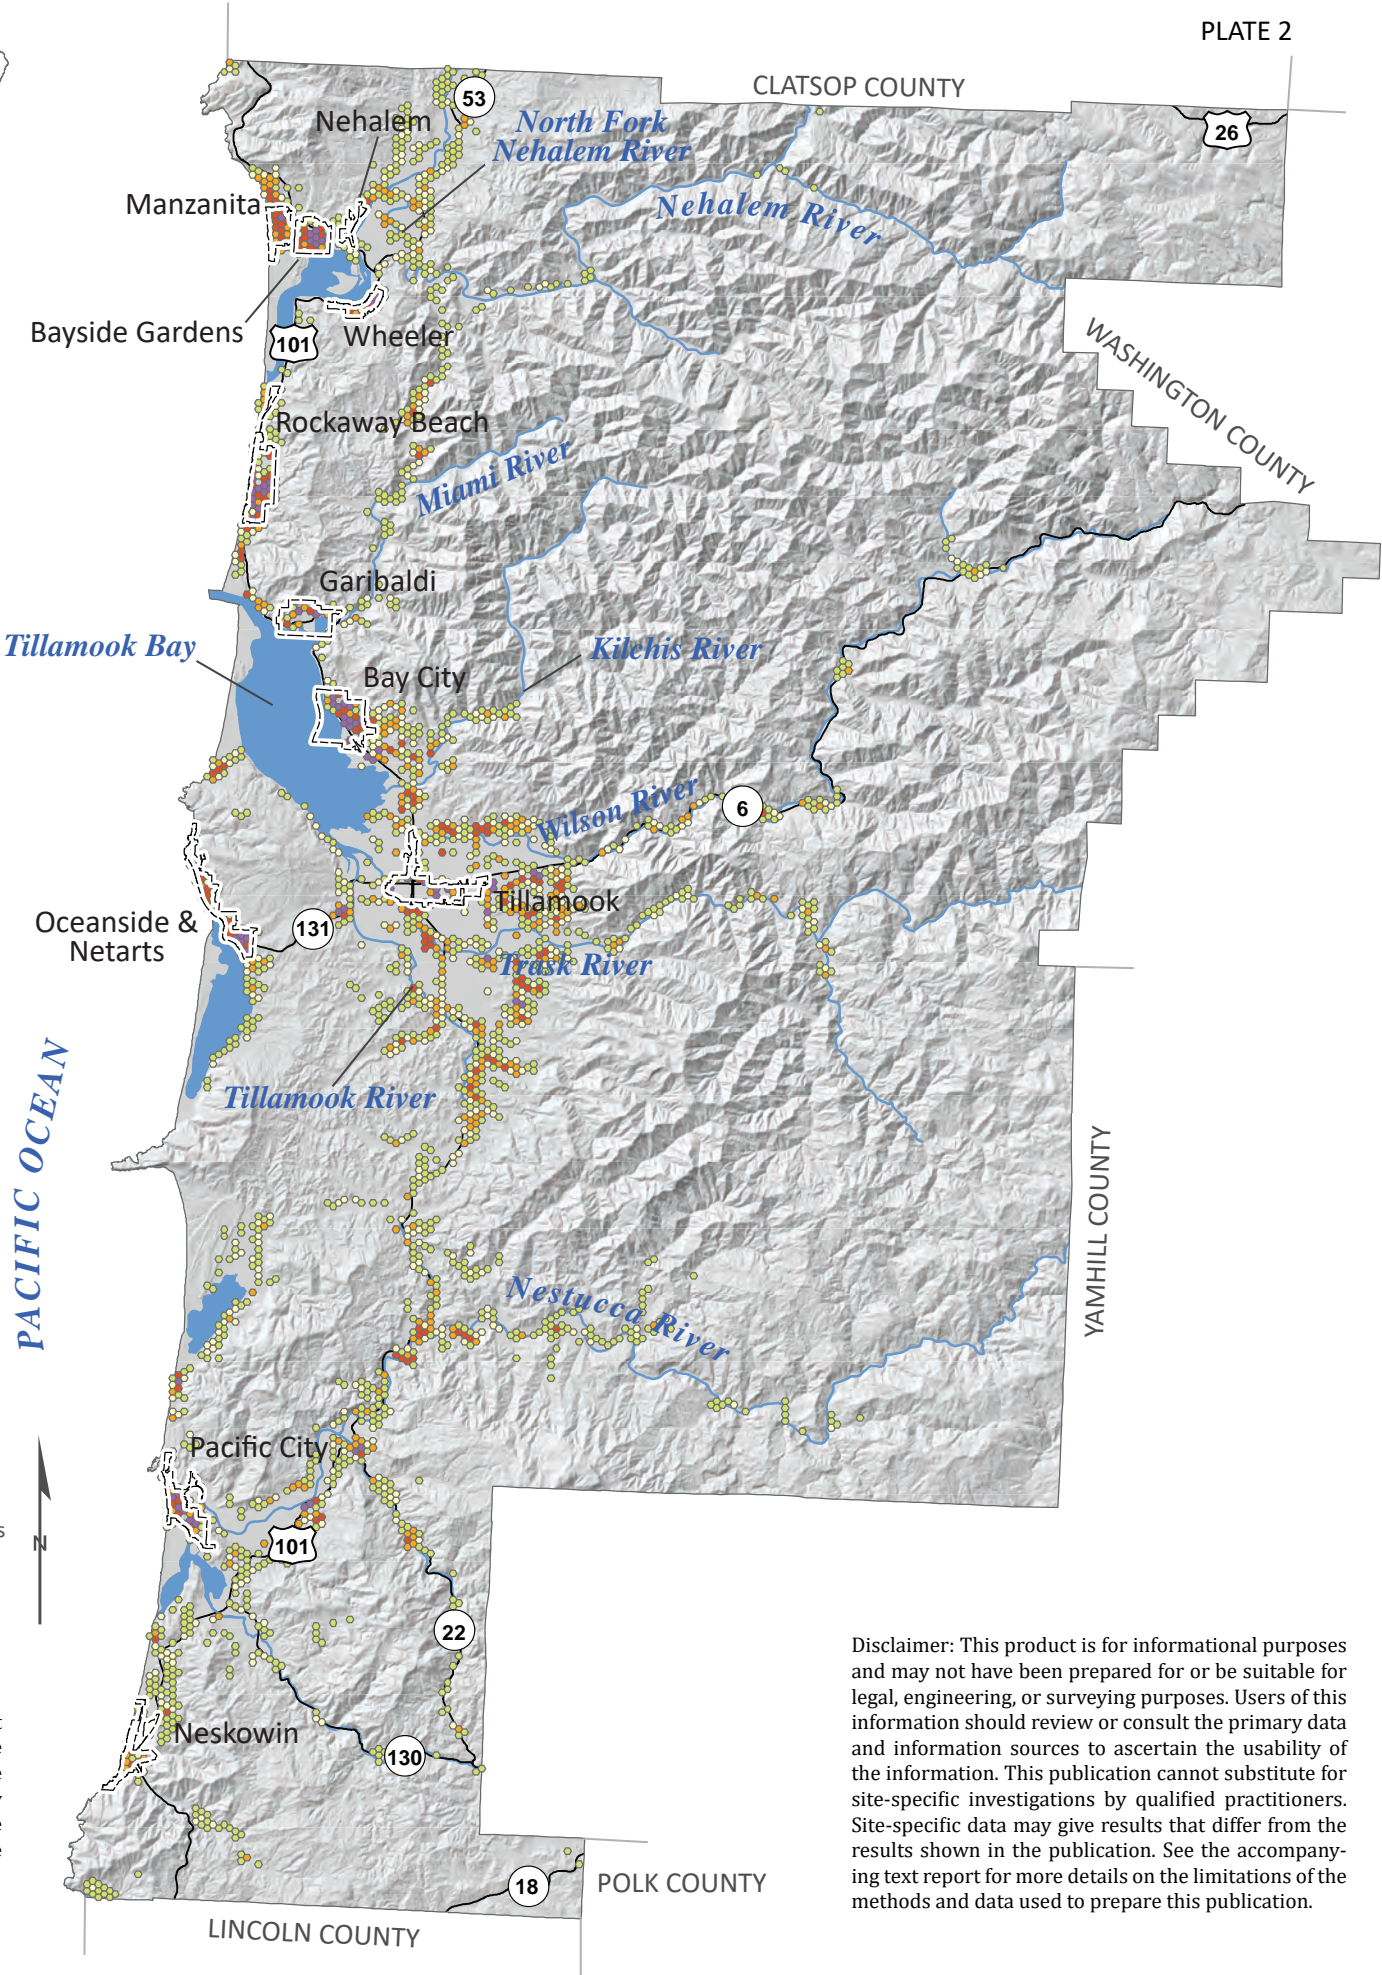 PLATE 2
CLATSOP COUNTY
53
26
Nehalem
North Fork
Nehalem River
Manzanita
Nehalem River
Bayside Gardens
101
Wheeler
WASHINGTON COUNTY
Rockaway Beach
Miami River
Garibaldi
Tillamook Bay
Kilchis River
Bay City
Wilson River
6
Tillamook
Oceanside &
Netarts
131
Trask River
PACIFIC OCEAN
Tillamook River
YAMHILL COUNTY
Nestucca River
Pacific City
s
N
101
22
Neskowin
130
18
POLK COUNTY
LINCOLN COUNTY
Disclaimer: This product is for informational purposes
and may not have been prepared for or be suitable for
legal, engineering, or surveying purposes. Users of this
information should review or consult the primary data
and information sources to ascertain the usability of
the information. This publication cannot substitute for
site-specific investigations by qualified practitioners.
Site-specific data may give results that differ from the
results shown in the publication. See the accompany-
ing text report for more details on the limitations of the
methods and data used to prepare this publication.